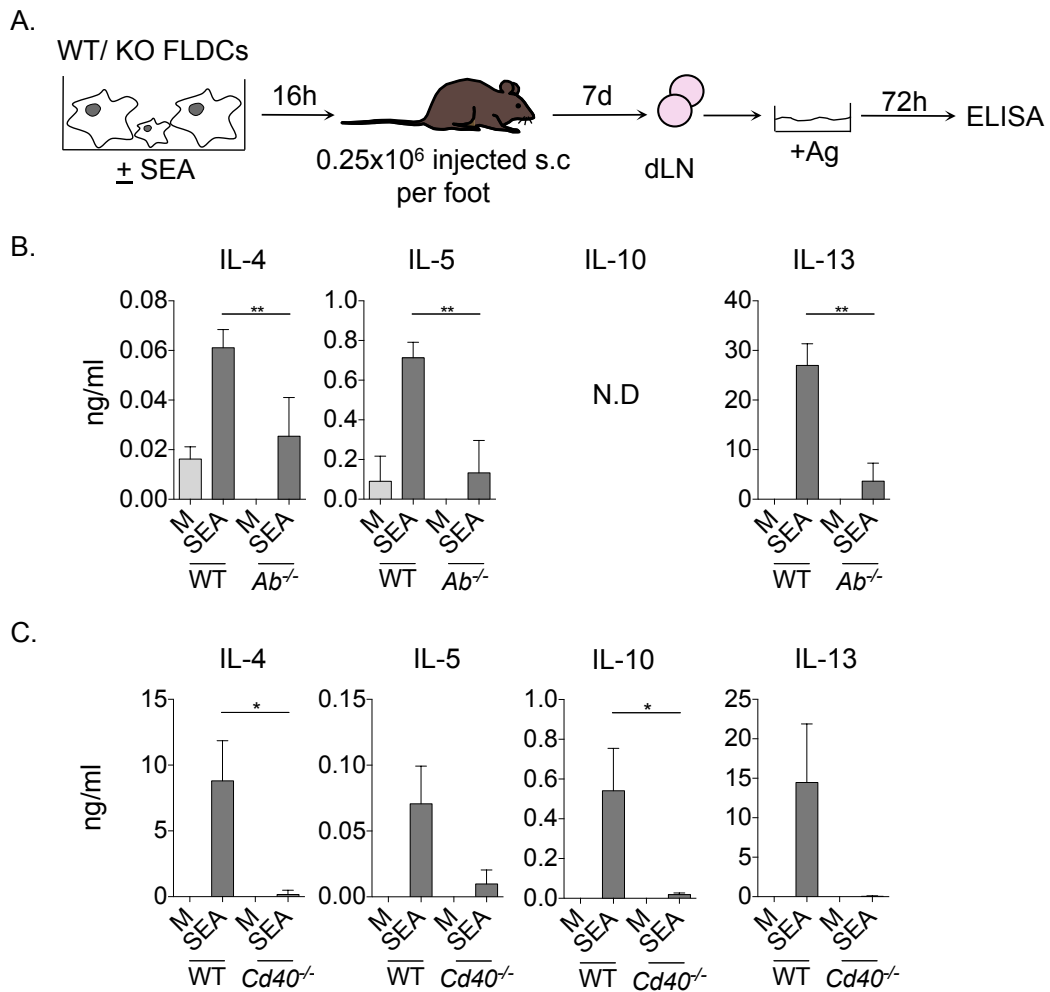 A.
WT/ KO FLDCs
± SEA
16h
0.25x10⁶ injected s.c
per foot
7d
dLN
+Ag
72h
ELISA
B.
IL-4
IL-5
IL-10
IL-13
ng/ml
0.08
0.06
0.04
0.02
0.00
M
SEA
M
SEA
WT
Ab-/-
**
1.0
0.8
0.6
0.4
0.2
0.0
M
SEA
M
SEA
WT
Ab-/-
**
N.D
40
30
20
10
0
M
SEA
M
SEA
WT
Ab-/-
**
C.
IL-4
IL-5
IL-10
IL-13
ng/ml
15
10
5
0
M
SEA
M
SEA
WT
Cd40-/-
*
0.15
0.10
0.05
0.00
M
SEA
M
SEA
WT
Cd40-/-
1.0
0.8
0.6
0.4
0.2
0.0
M
SEA
M
SEA
WT
Cd40-/-
*
25
20
15
10
5
0
M
SEA
M
SEA
WT
Cd40-/-